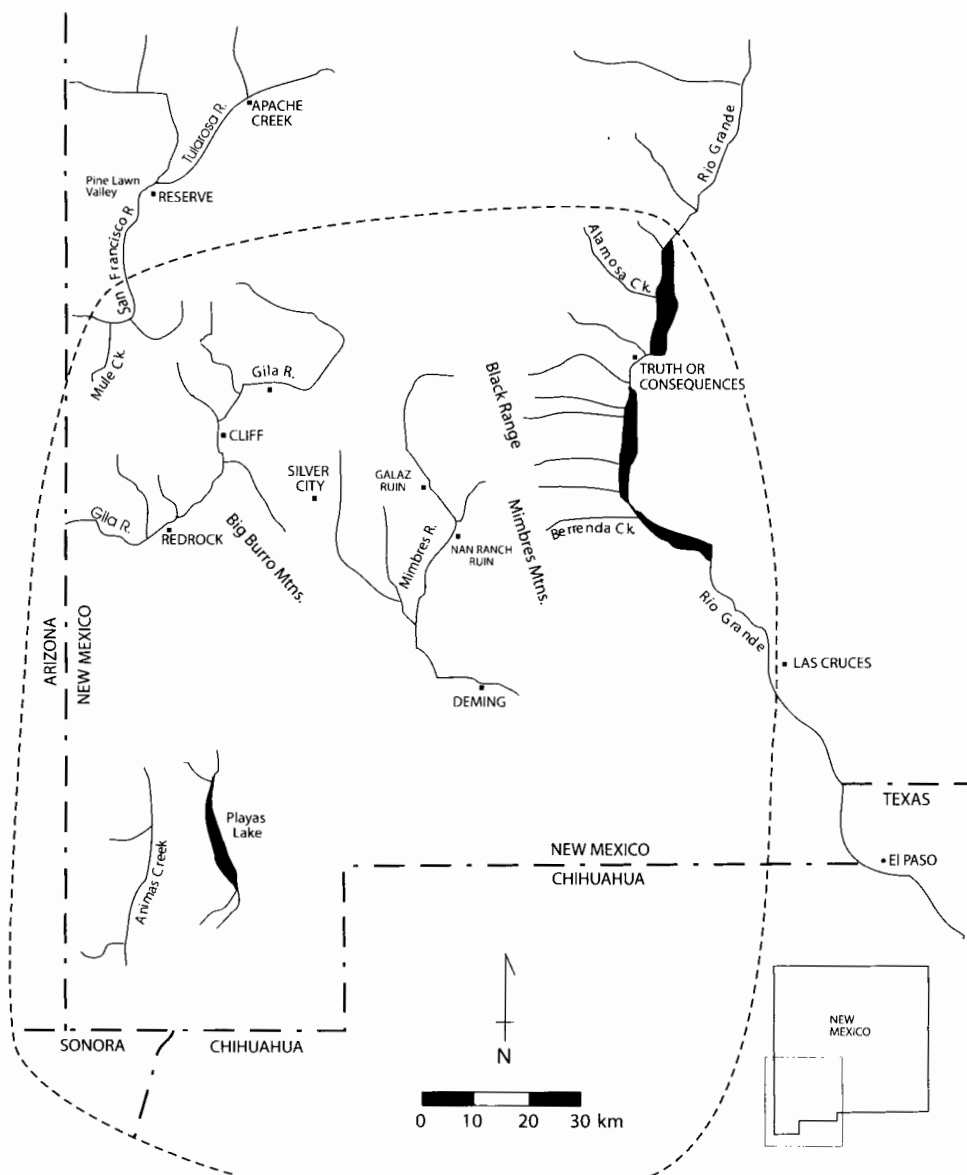 APACHE
CREEK
Tularosa R.
Rio Grande
Pine Lawn
Valley
RESERVE
San Francisco R
Alamosa Ck.
Mule Ck.
Gila R.
TRUTH OR
CONSEQUENCES
Black Range
CLIFF
SILVER
CITY
GALAZ
RUIN
Gila R.
REDROCK
Big Burro Mtns.
Mimbres R.
NAN RANCH
RUIN
Mimbres Mtns.
Berrenda Ck.
Rio Grande
ARIZONA
NEW MEXICO
LAS CRUCES
DEMING
TEXAS
Playas
Lake
Animas Creek
NEW MEXICO
CHIHUAHUA
El PASO
SONORA
CHIHUAHUA
N
0 10 20 30 km
NEW
MEXICO